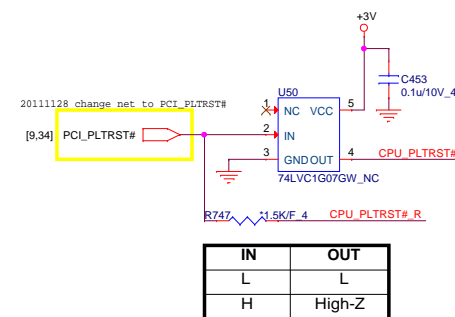 +3V
C453
0.1u/10V_4
U50
20111128 change net to PCI_PLTRST#
1 NC VCC 5
[9,34] PCI_PLTRST# 2 IN
3 GND OUT 4 CPU_PLTRST#
74LVC1G07GW_NC
R747 *1.5K/F_4 CPU_PLTRST#_R
IN OUT
L L
H High-Z